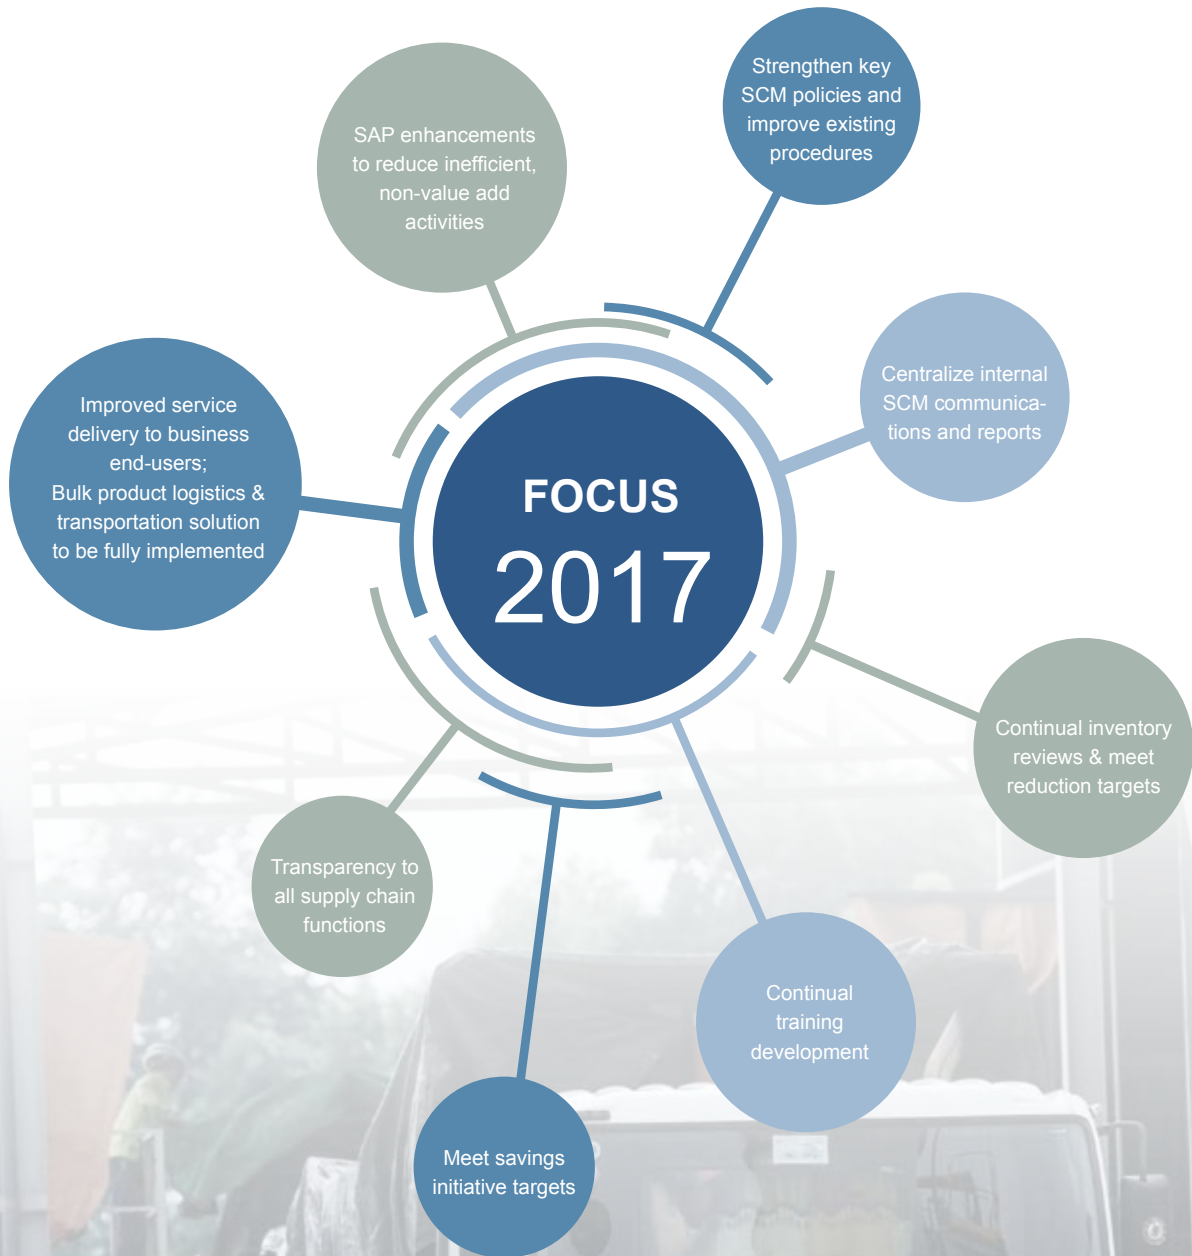 Strengthen key
SCM policies and
improve existing
procedures
SAP enhancements
to reduce inefficient,
non-value add
activities
Centralize internal
SCM communica-
tions and reports
Improved service
delivery to business
end-users;
Bulk product logistics &
transportation solution
to be fully implemented
FOCUS
2017
Continual inventory
reviews & meet
reduction targets
Transparency to
all supply chain
functions
Continual
training
development
Meet savings
initiative targets